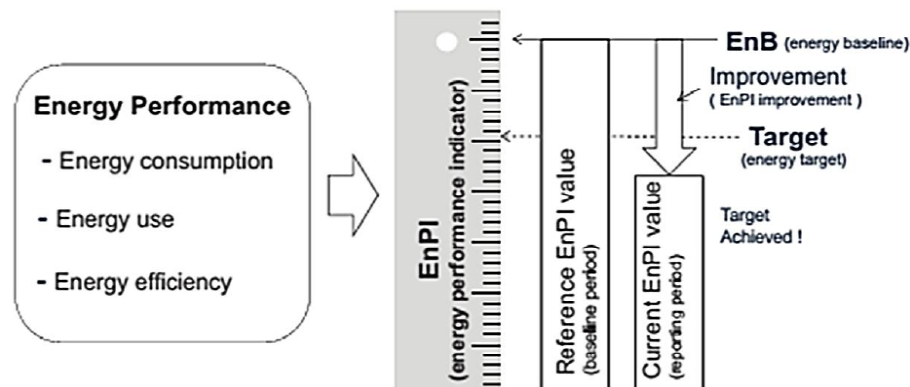 Energy Performance
- Energy consumption
- Energy use
- Energy efficiency
EnPI
(energy performance indicator)
Reference EnPI value
(baseline period)
Current EnPI value
(reporting period)
EnB (energy baseline)
Improvement
( EnPI improvement )
Target
(energy target)
Target
Achieved !